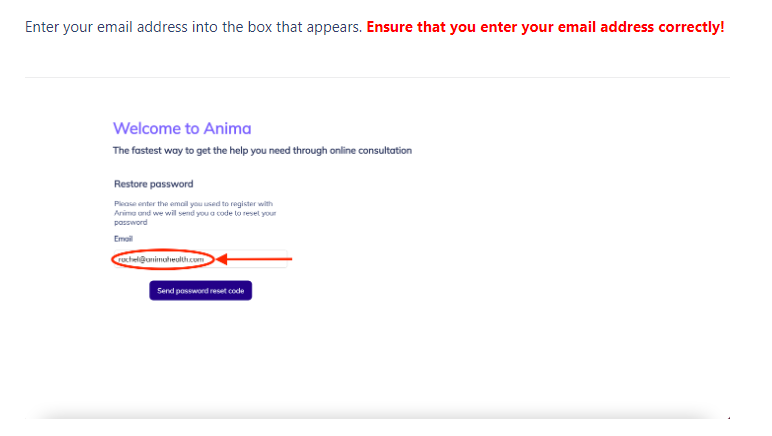 Enter your email address into the box that appears. Ensure that you enter your email address correctly!
Welcome to Anima
The fastest way to get the help you need through online consultation
Restore password
Please enter the email you used to register with
Anima and we will send you a code to reset your
password
Email
rachel@animahealth.com
Send password reset code